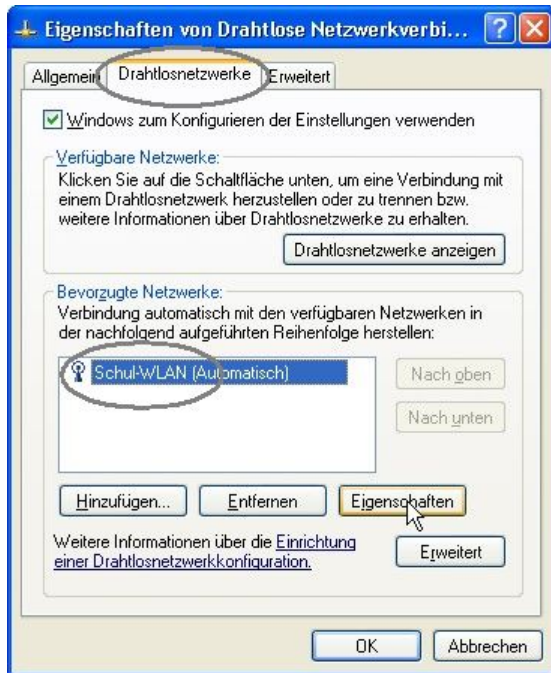 Eigenschaften von Drahtlose Netzwerkverbi...
Allgemein Drahtlosnetzwerke Erweitert
Windows zum Konfigurieren der Einstellungen verwenden
Verfügbare Netzwerke:
Klicken Sie auf die Schaltfläche unten, um eine Verbindung mit
einem Drahtlosnetzwerk herzustellen oder zu trennen bzw.
weitere Informationen über Drahtlosnetzwerke zu erhalten.
Drahtlosnetzwerke anzeigen
Bevorzugte Netzwerke:
Verbindung automatisch mit den verfügbaren Netzwerken in
der nachfolgend aufgeführten Reihenfolge herstellen:
Schul-WLAN (Automatisch)
Nach oben
Nach unten
Hinzufügen... Entfernen Eigenschaften
Weitere Informationen über die Einrichtung
einer Drahtlosnetzwerkkonfiguration.
Erweitert
OK Abbrechen